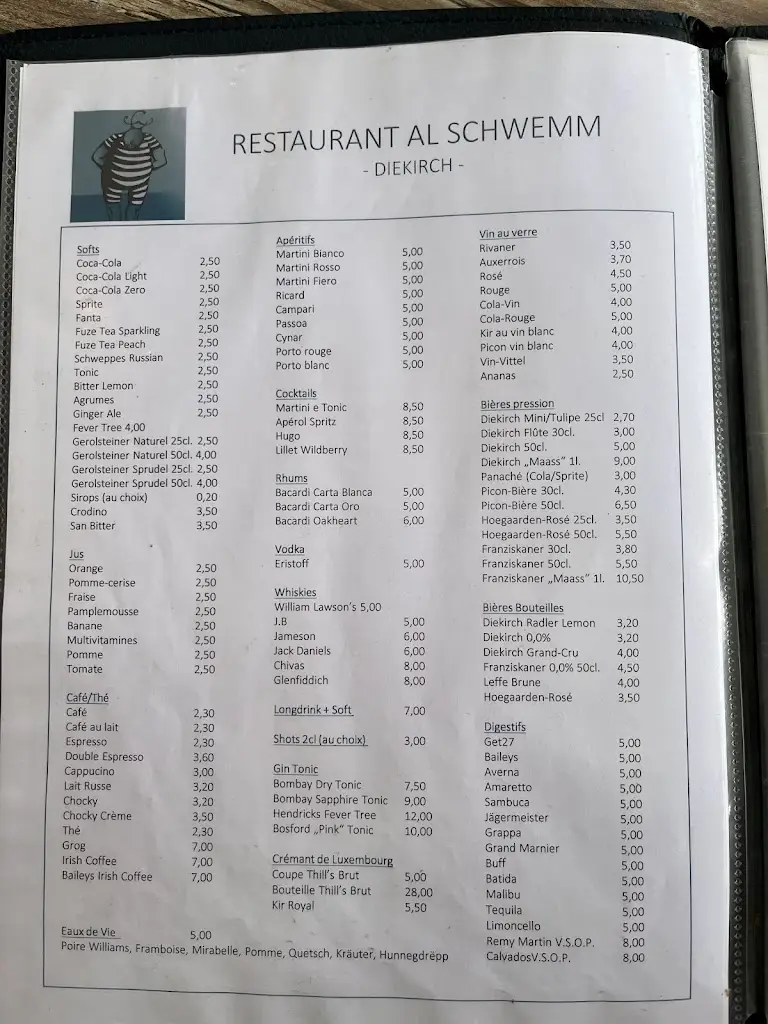 RESTAURANT AL SCHWEMM
- DIEKIRCH -
Softs
Coca-Cola 2,50
Coca-Cola Light 2,50
Coca-Cola Zero 2,50
Sprite 2,50
Fanta 2,50
Fuze Tea Sparkling 2,50
Fuze Tea Peach 2,50
Schweppes Russian 2,50
Tonic 2,50
Bitter Lemon 2,50
Agrumes 2,50
Ginger Ale 2,50
Fever Tree 4,00
Gerolsteiner Naturel 25cl. 2,50
Gerolsteiner Naturel 50cl. 4,00
Gerolsteiner Sprudel 25cl. 2,50
Gerolsteiner Sprudel 50cl. 4,00
Sirops (au choix) 0,20
Crodino 3,50
San Bitter 3,50
Jus
Orange 2,50
Pomme-cerise 2,50
Fraise 2,50
Pamplemousse 2,50
Banane 2,50
Multivitamines 2,50
Pomme 2,50
Tomate 2,50
Café/Thé
Café 2,30
Café au lait 2,30
Espresso 2,30
Double Espresso 3,60
Cappucino 3,00
Lait Russe 3,20
Chocky 3,20
Chocky Crème 3,50
Thé 2,30
Grog 7,00
Irish Coffee 7,00
Baileys Irish Coffee 7,00
Apéritifs
Martini Bianco 5,00
Martini Rosso 5,00
Martini Fiero 5,00
Ricard 5,00
Campari 5,00
Passoa 5,00
Cynar 5,00
Porto rouge 5,00
Porto blanc 5,00
Cocktails
Martini e Tonic 8,50
Apérol Spritz 8,50
Hugo 8,50
Lillet Wildberry 8,50
Rhums
Bacardi Carta Blanca 5,00
Bacardi Carta Oro 5,00
Bacardi Oakheart 6,00
Vodka
Eristoff 5,00
Whiskies
William Lawson's 5,00
J.B 5,00
Jameson 6,00
Jack Daniels 6,00
Chivas 8,00
Glenfiddich 8,00
Longdrink + Soft 7,00
Shots 2cl (au choix) 3,00
Gin Tonic
Bombay Dry Tonic 7,50
Bombay Sapphire Tonic 9,00
Hendricks Fever Tree 12,00
Bosford „Pink" Tonic 10,00
Crémant de Luxembourg
Coupe Thill's Brut 5,00
Bouteille Thill's Brut 28,00
Kir Royal 5,50
Vin au verre
Rivaner 3,50
Auxerrois 3,70
Rosé 4,50
Rouge 5,00
Cola-Vin 4,00
Cola-Rouge 5,00
Kir au vin blanc 4,00
Picon vin blanc 4,00
Vin-Vittel 3,50
Ananas 2,50
Bières pression
Diekirch Mini/Tulipe 25cl 2,70
Diekirch Flûte 30cl. 3,00
Diekirch 50cl. 5,00
Diekirch „Maass" 1l. 9,00
Panaché (Cola/Sprite) 3,00
Picon-Bière 30cl. 4,30
Picon-Bière 50cl. 6,50
Hoegaarden-Rosé 25cl. 3,50
Hoegaarden-Rosé 50cl. 5,50
Franziskaner 30cl. 3,80
Franziskaner 50cl. 5,50
Franziskaner „Maass" 1l. 10,50
Bières Bouteilles
Diekirch Radler Lemon 3,20
Diekirch 0,0% 3,20
Diekirch Grand-Cru 4,00
Franziskaner 0,0% 50cl. 4,50
Leffe Brune 4,00
Hoegaarden-Rosé 3,50
Digestifs
Get27 5,00
Baileys 5,00
Averna 5,00
Amaretto 5,00
Sambuca 5,00
Jägermeister 5,00
Grappa 5,00
Grand Marnier 5,00
Buff 5,00
Batida 5,00
Malibu 5,00
Tequila 5,00
Limoncello 5,00
Remy Martin V.S.O.P. 8,00
CalvadosV.S.O.P. 8,00
Eaux de Vie 5,00
Poire Williams, Framboise, Mirabelle, Pomme, Quetsch, Kräuter, Hunnegdrëpp